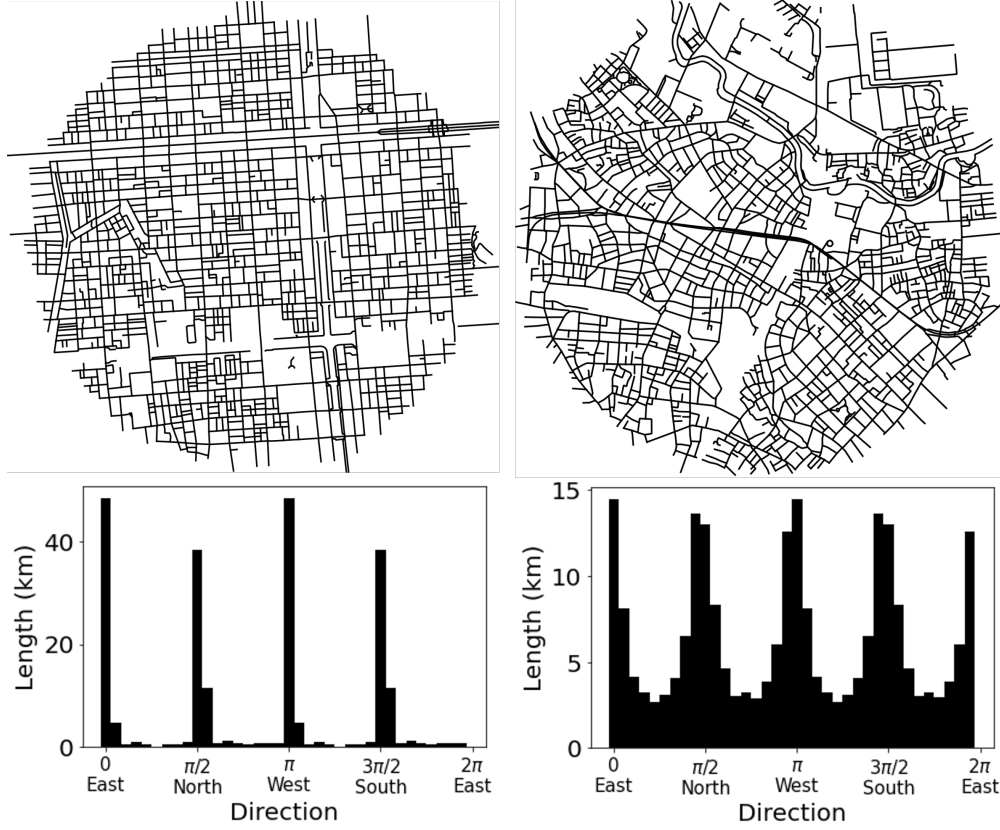 Length (km)
40
20
0
0 π/2 π 3π/2 2π
East North West South East
Direction
Length (km)
15
10
5
0
0 π/2 π 3π/2 2π
East North West South East
Direction